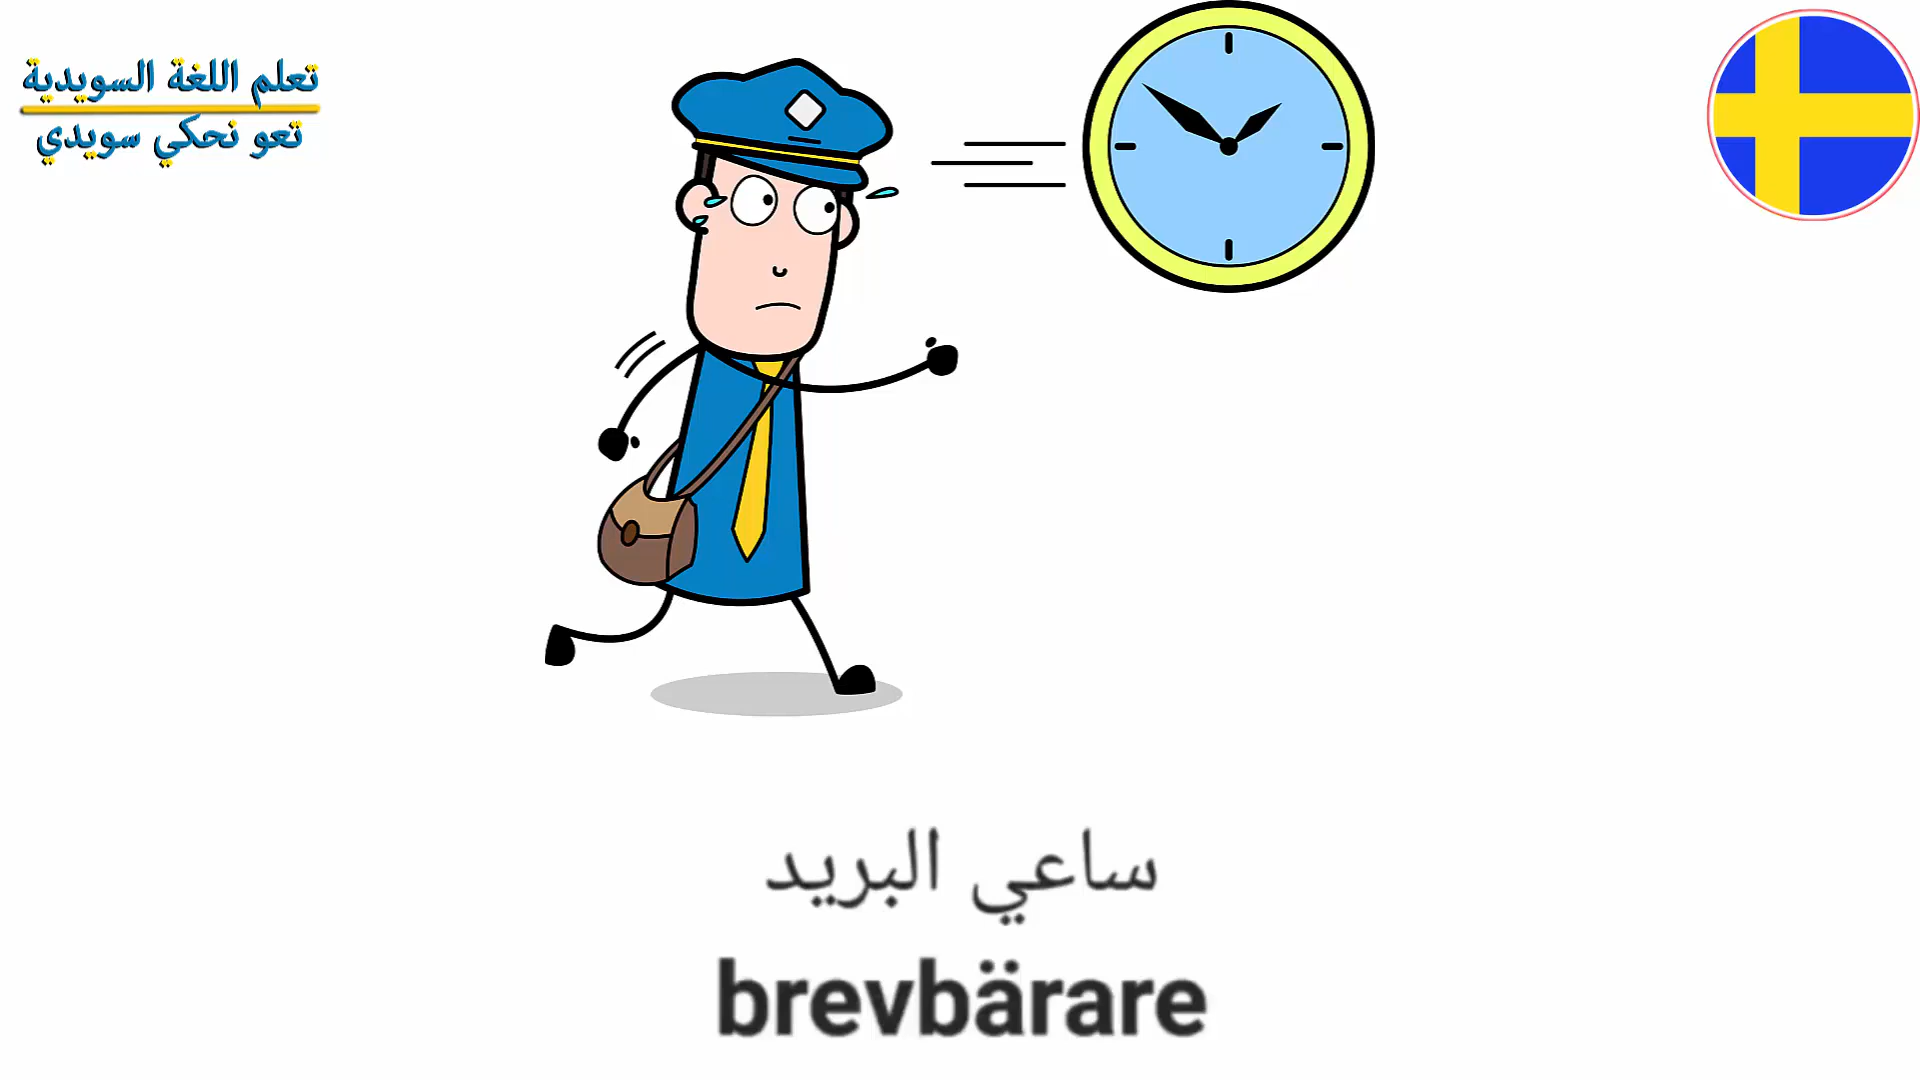 تعلم اللغة السويدية
تعو نحكي سويدي
ساعي البريد
brevbärare